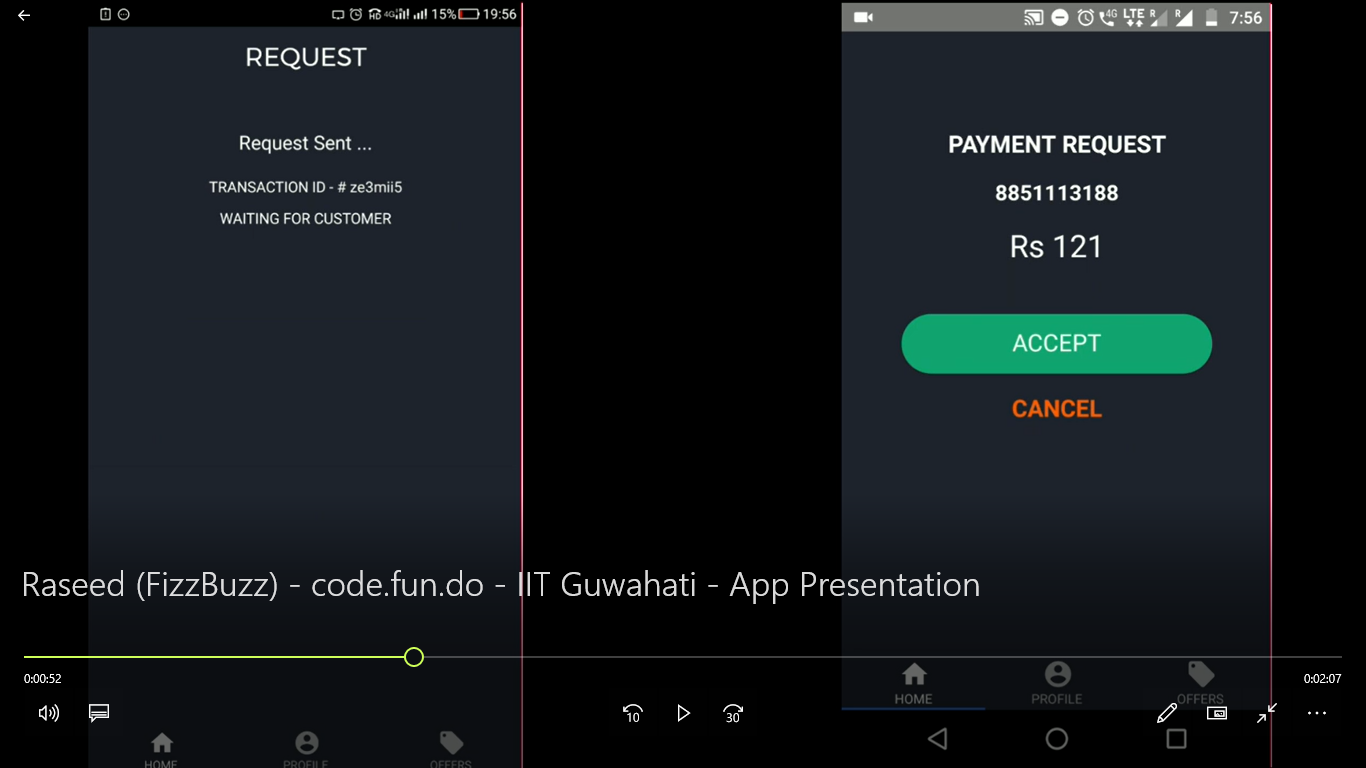 15% 19:56
REQUEST
Request Sent ...
TRANSACTION ID - # ze3mii5
WAITING FOR CUSTOMER
4G LTE R R 7:56
PAYMENT REQUEST
8851113188
Rs 121
ACCEPT
CANCEL
Raseed (FizzBuzz) - code.fun.do - IIT Guwahati - App Presentation
0:00:52
0:02:07
HOME PROFILE OFFERS
10 30
HOME PROFILE OFFERS